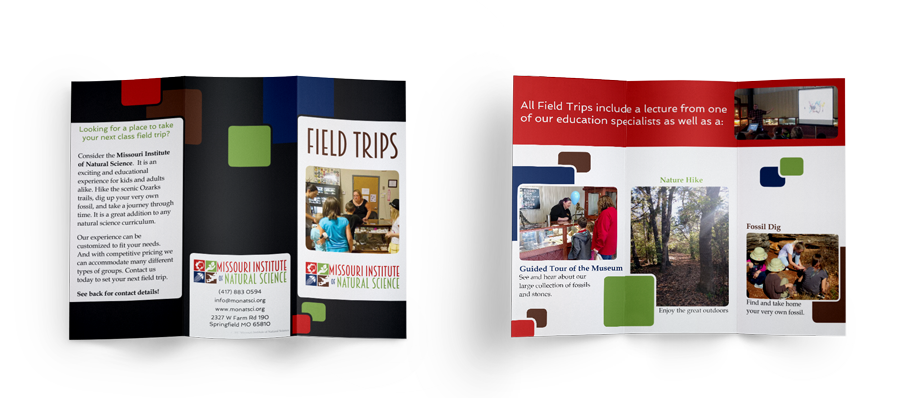 Looking for a place to take
your next class field trip?
Consider the Missouri Institute
of Natural Science. It is an
exciting and educational
experience for kids and adults
alike. Hike the scenic Ozarks
trails, dig up your very own
fossil, and take a journey through
time. It is a great addition to any
natural science curriculum.
Our experience can be
customized to fit your needs.
And with competitive pricing we
can accommodate many different
types of groups. Contact us
today to set your next field trip.
See back for contact details!
MISSOURI INSTITUTE
OF NATURAL SCIENCE
(417) 883 0594
info@monatsci.org
www.monatsci.org
2327 W Farm Rd 190
Springfield MO 65810
FIELD TRIPS
MISSOURI INSTITUTE
OF NATURAL SCIENCE
All Field Trips include a lecture from one
of our education specialists as well as a:
Guided Tour of the Museum
See and hear about our
large collection of fossils
and stones.
Nature Hike
Enjoy the great outdoors
Fossil Dig
Find and take home
your very own fossil.